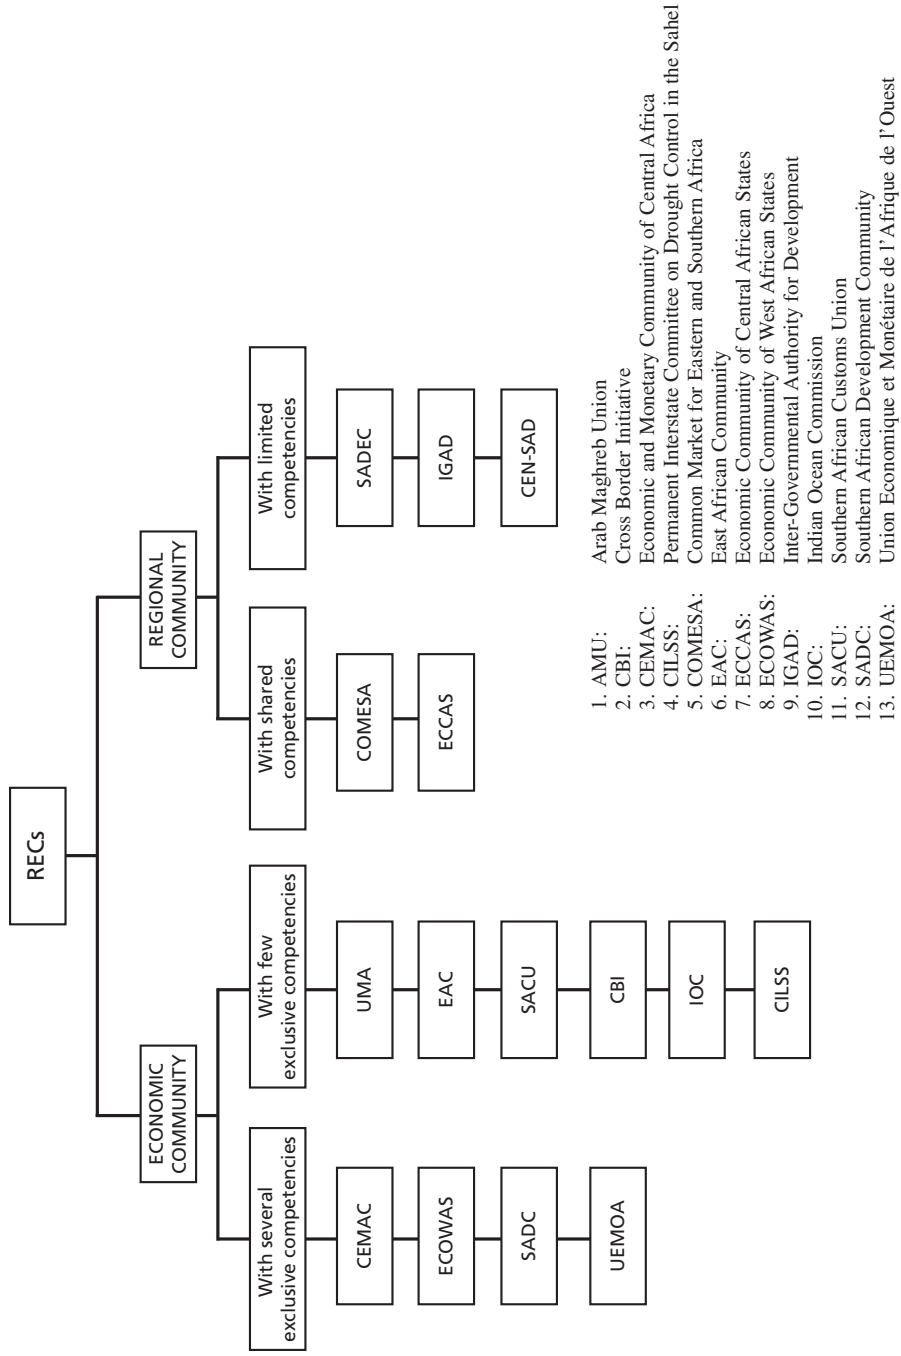 RECs
ECONOMIC
COMMUNITY
REGIONAL
COMMUNITY
With several
exclusive competencies
With few
exclusive competencies
With shared
competencies
With limited
competencies
CEMAC
ECOWAS
SADC
UEMOA
UMA
EAC
SACU
CBI
IOC
CILSS
COMESA
ECCAS
SADEC
IGAD
CEN-SAD
1. AMU: Arab Maghreb Union
2. CBI: Cross Border Initiative
3. CEMAC: Economic and Monetary Community of Central Africa
4. CILSS: Permanent Interstate Committee on Drought Control in the Sahel
5. COMESA: Common Market for Eastern and Southern Africa
6. EAC: East African Community
7. ECCAS: Economic Community of Central African States
8. ECOWAS: Economic Community of West African States
9. IGAD: Inter-Governmental Authority for Development
10. IOC: Indian Ocean Commission
11. SACU: Southern African Customs Union
12. SADC: Southern African Development Community
13. UEMOA: Union Economique et Monétaire de l'Afrique de l'Ouest